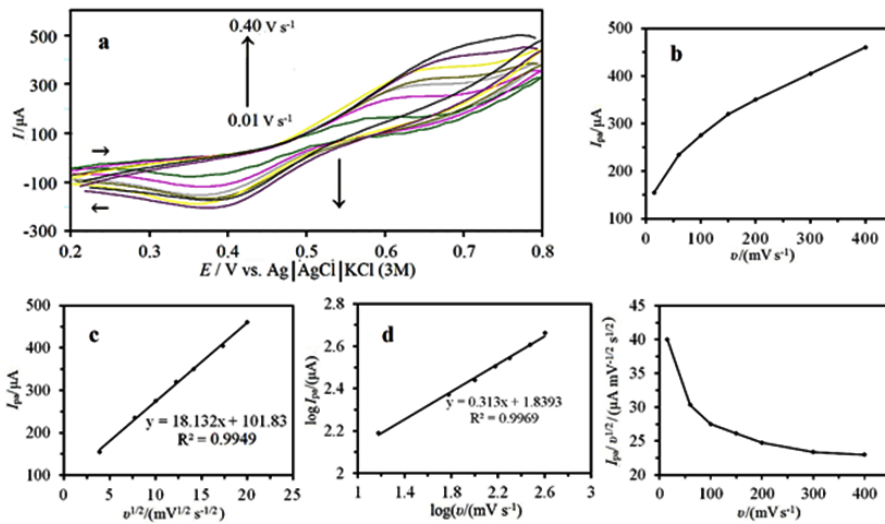 a
0.40 V s⁻¹
0.01 V s⁻¹
→
←
I/µA
500
300
100
-100
-300
0.2 0.3 0.4 0.5 0.6 0.7 0.8
E / V vs. Ag|AgCl|KCl (3M)
b
Ipa/µA
500
450
400
350
300
250
200
150
100
0 100 200 300 400
υ/(mV s⁻¹)
c
Ipa/µA
500
400
300
200
100
y = 18.132x + 101.83
R² = 0.9949
0 5 10 15 20 25
υ¹/²/(mV¹/² s⁻¹/²)
d
log Ipa/(µA)
2.8
2.6
2.4
2.2
2
y = 0.313x + 1.8393
R² = 0.9969
1 1.4 1.8 2.2 2.6 3
log(υ/(mV s⁻¹)
Ipa/ υ¹/²/(µA mV⁻¹/² s¹/²)
45
40
35
30
25
20
0 100 200 300 400
υ/(mV s⁻¹)